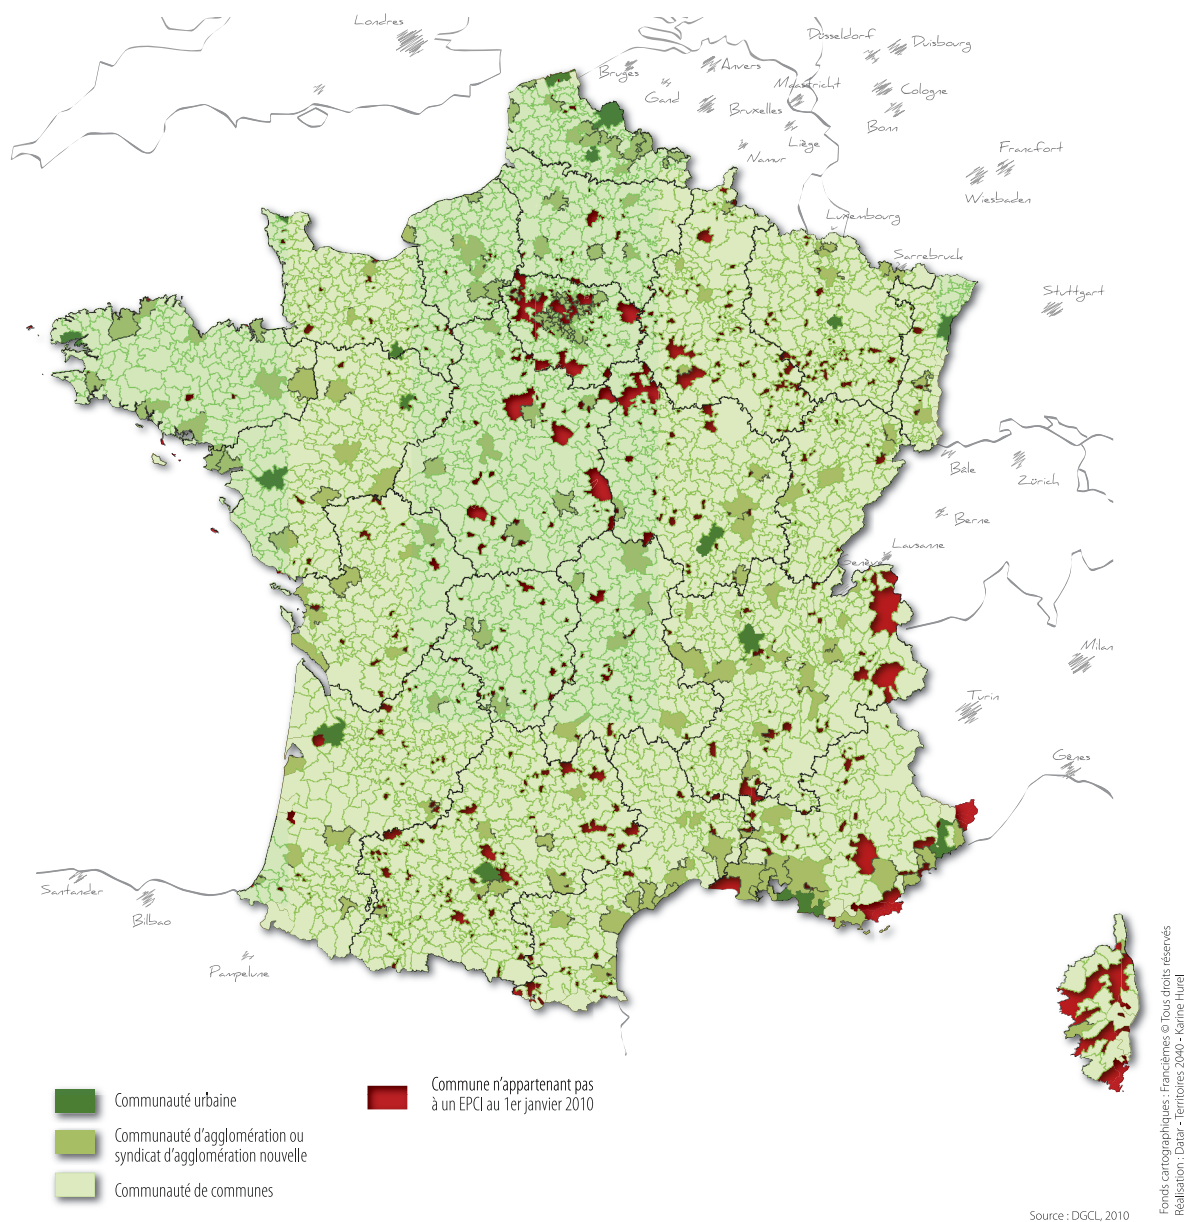 Londres
Düsseldorf
Duisbourg
Bruges
Anvers
Maastricht
Gand
Cologne
Bruxelles
Bonn
Liège
Namur
Francfort
Wiesbaden
Luxembourg
Sarrebruck
Stuttgart
Bâle
Zürich
Berne
Lausanne
Genève
Milan
Turin
Gênes
Santander
Bilbao
Pampelune
Communauté urbaine
Communauté d'agglomération ou
syndicat d'agglomération nouvelle
Communauté de communes
Commune n'appartenant pas
à un EPCI au 1er janvier 2010
Source : DGCL, 2010
Fonds cartographiques : Franciêmes © Tous droits réservés
Réalisation : Datar - Territoires 2040 - Karine Hurel